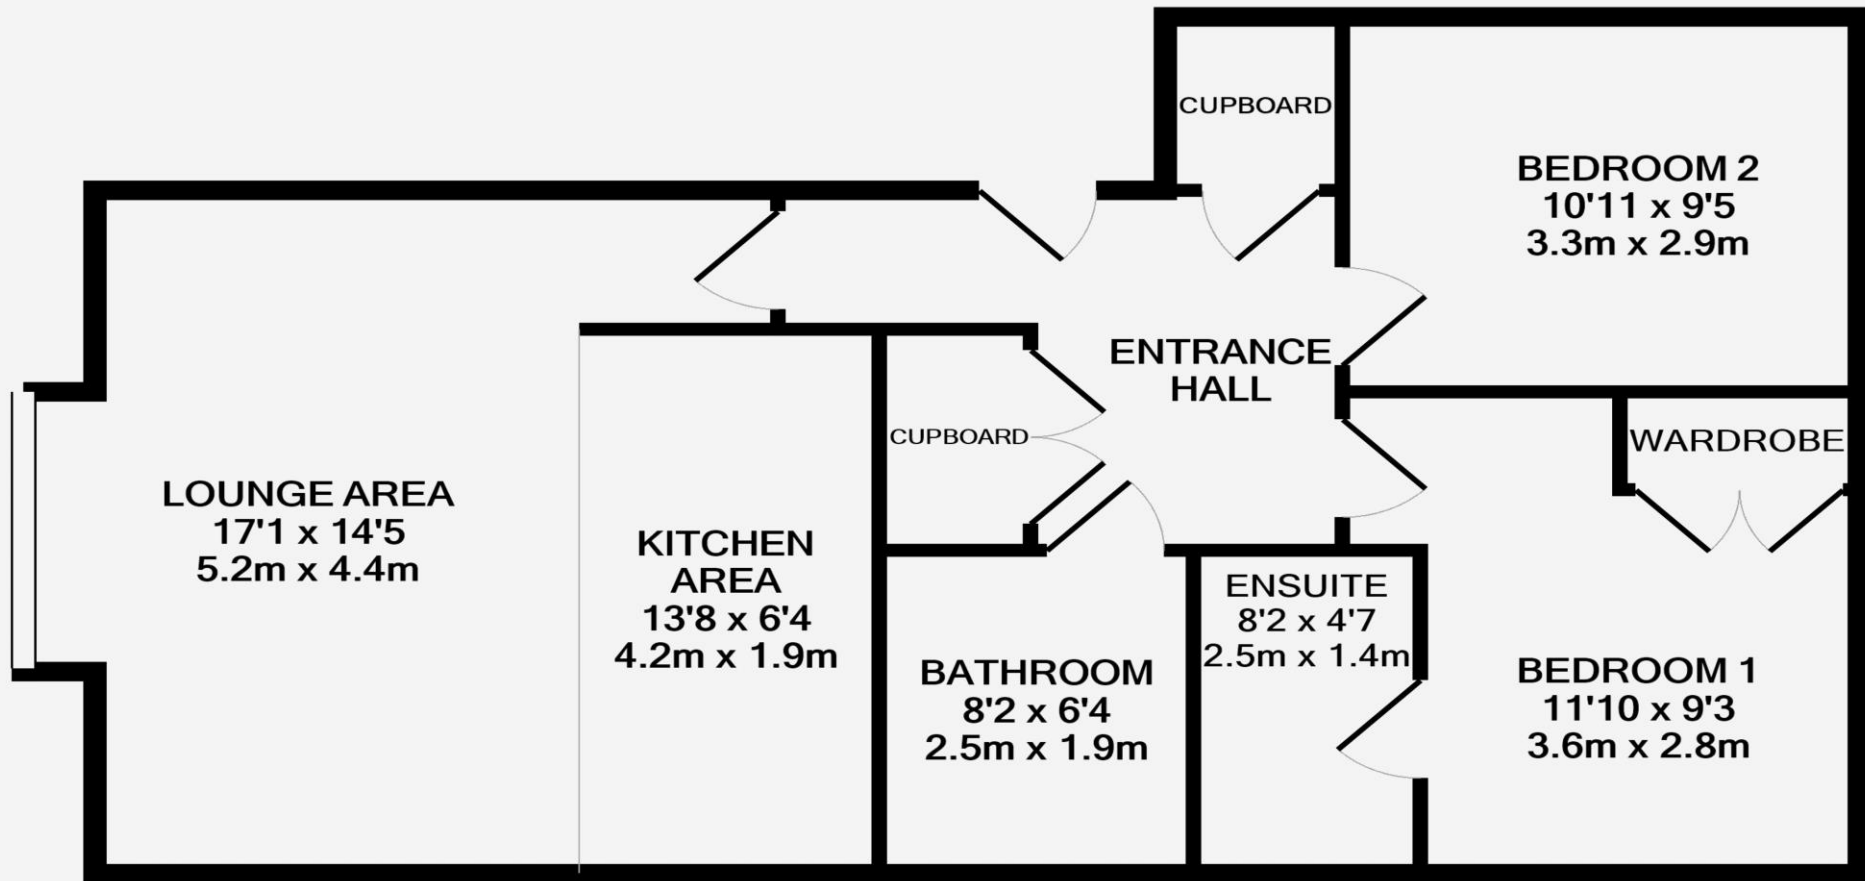 CUPBOARD
BEDROOM 2
10'11 x 9'5
3.3m x 2.9m
ENTRANCE
HALL
CUPBOARD
WARDROBE
LOUNGE AREA
17'1 x 14'5
5.2m x 4.4m
KITCHEN
AREA
13'8 x 6'4
4.2m x 1.9m
BATHROOM
8'2 x 6'4
2.5m x 1.9m
ENSUITE
8'2 x 4'7
2.5m x 1.4m
BEDROOM 1
11'10 x 9'3
3.6m x 2.8m